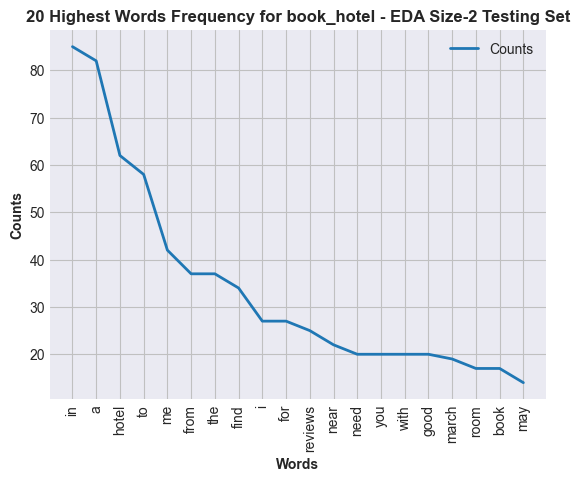 20 Highest Words Frequency for book_hotel - EDA Size-2 Testing Set
Counts
Counts
80
70
60
50
40
30
20
in
a
hotel
to
me
from
the
find
i
for
reviews
near
need
you
with
good
march
room
book
may
Words